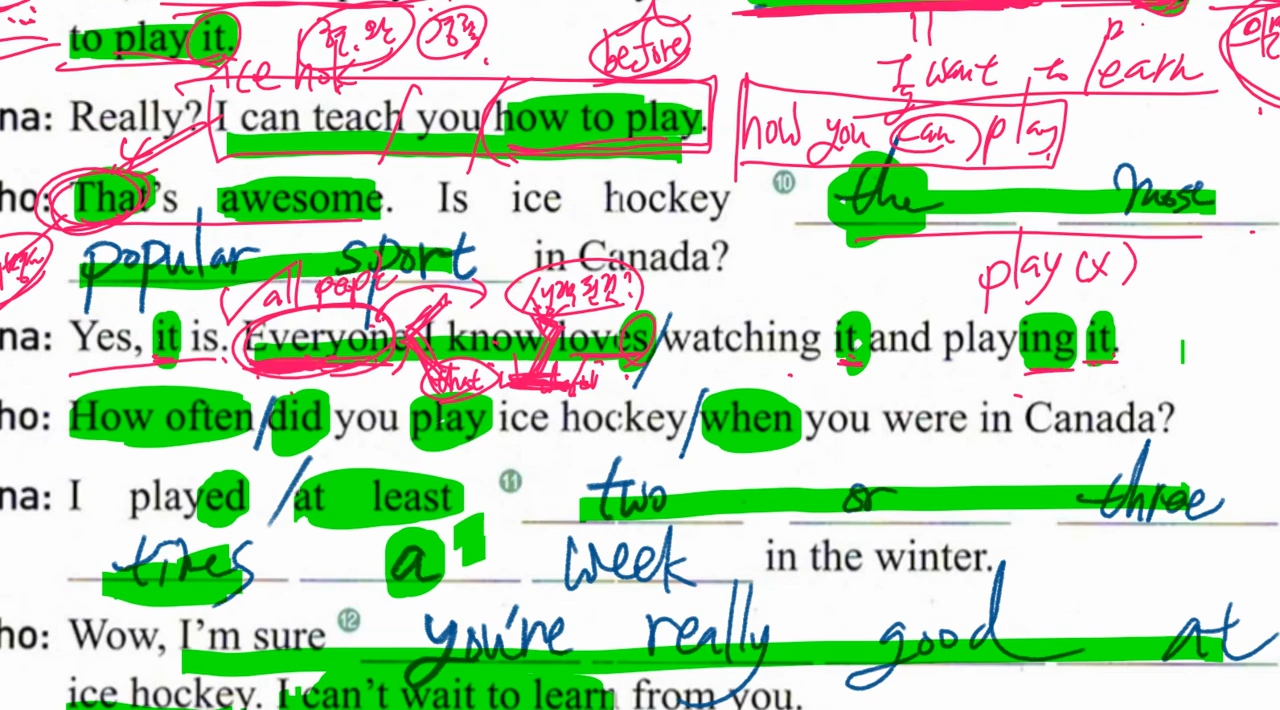 to play it.
before
I want to learn
na: Really? I can teach you how to play.
how you can play
ho: That's awesome. Is ice hockey ⑩ the most
popular sport in Canada?
play (x)
all people
na: Yes, it is. Everyone I know loves watching it and playing it.
that
ho: How often did you play ice hockey when you were in Canada?
na: I played at least ⑪ two or three
times a week in the winter.
ho: Wow, I'm sure ⑫ you're really good at
ice hockey. I can't wait to learn from you.